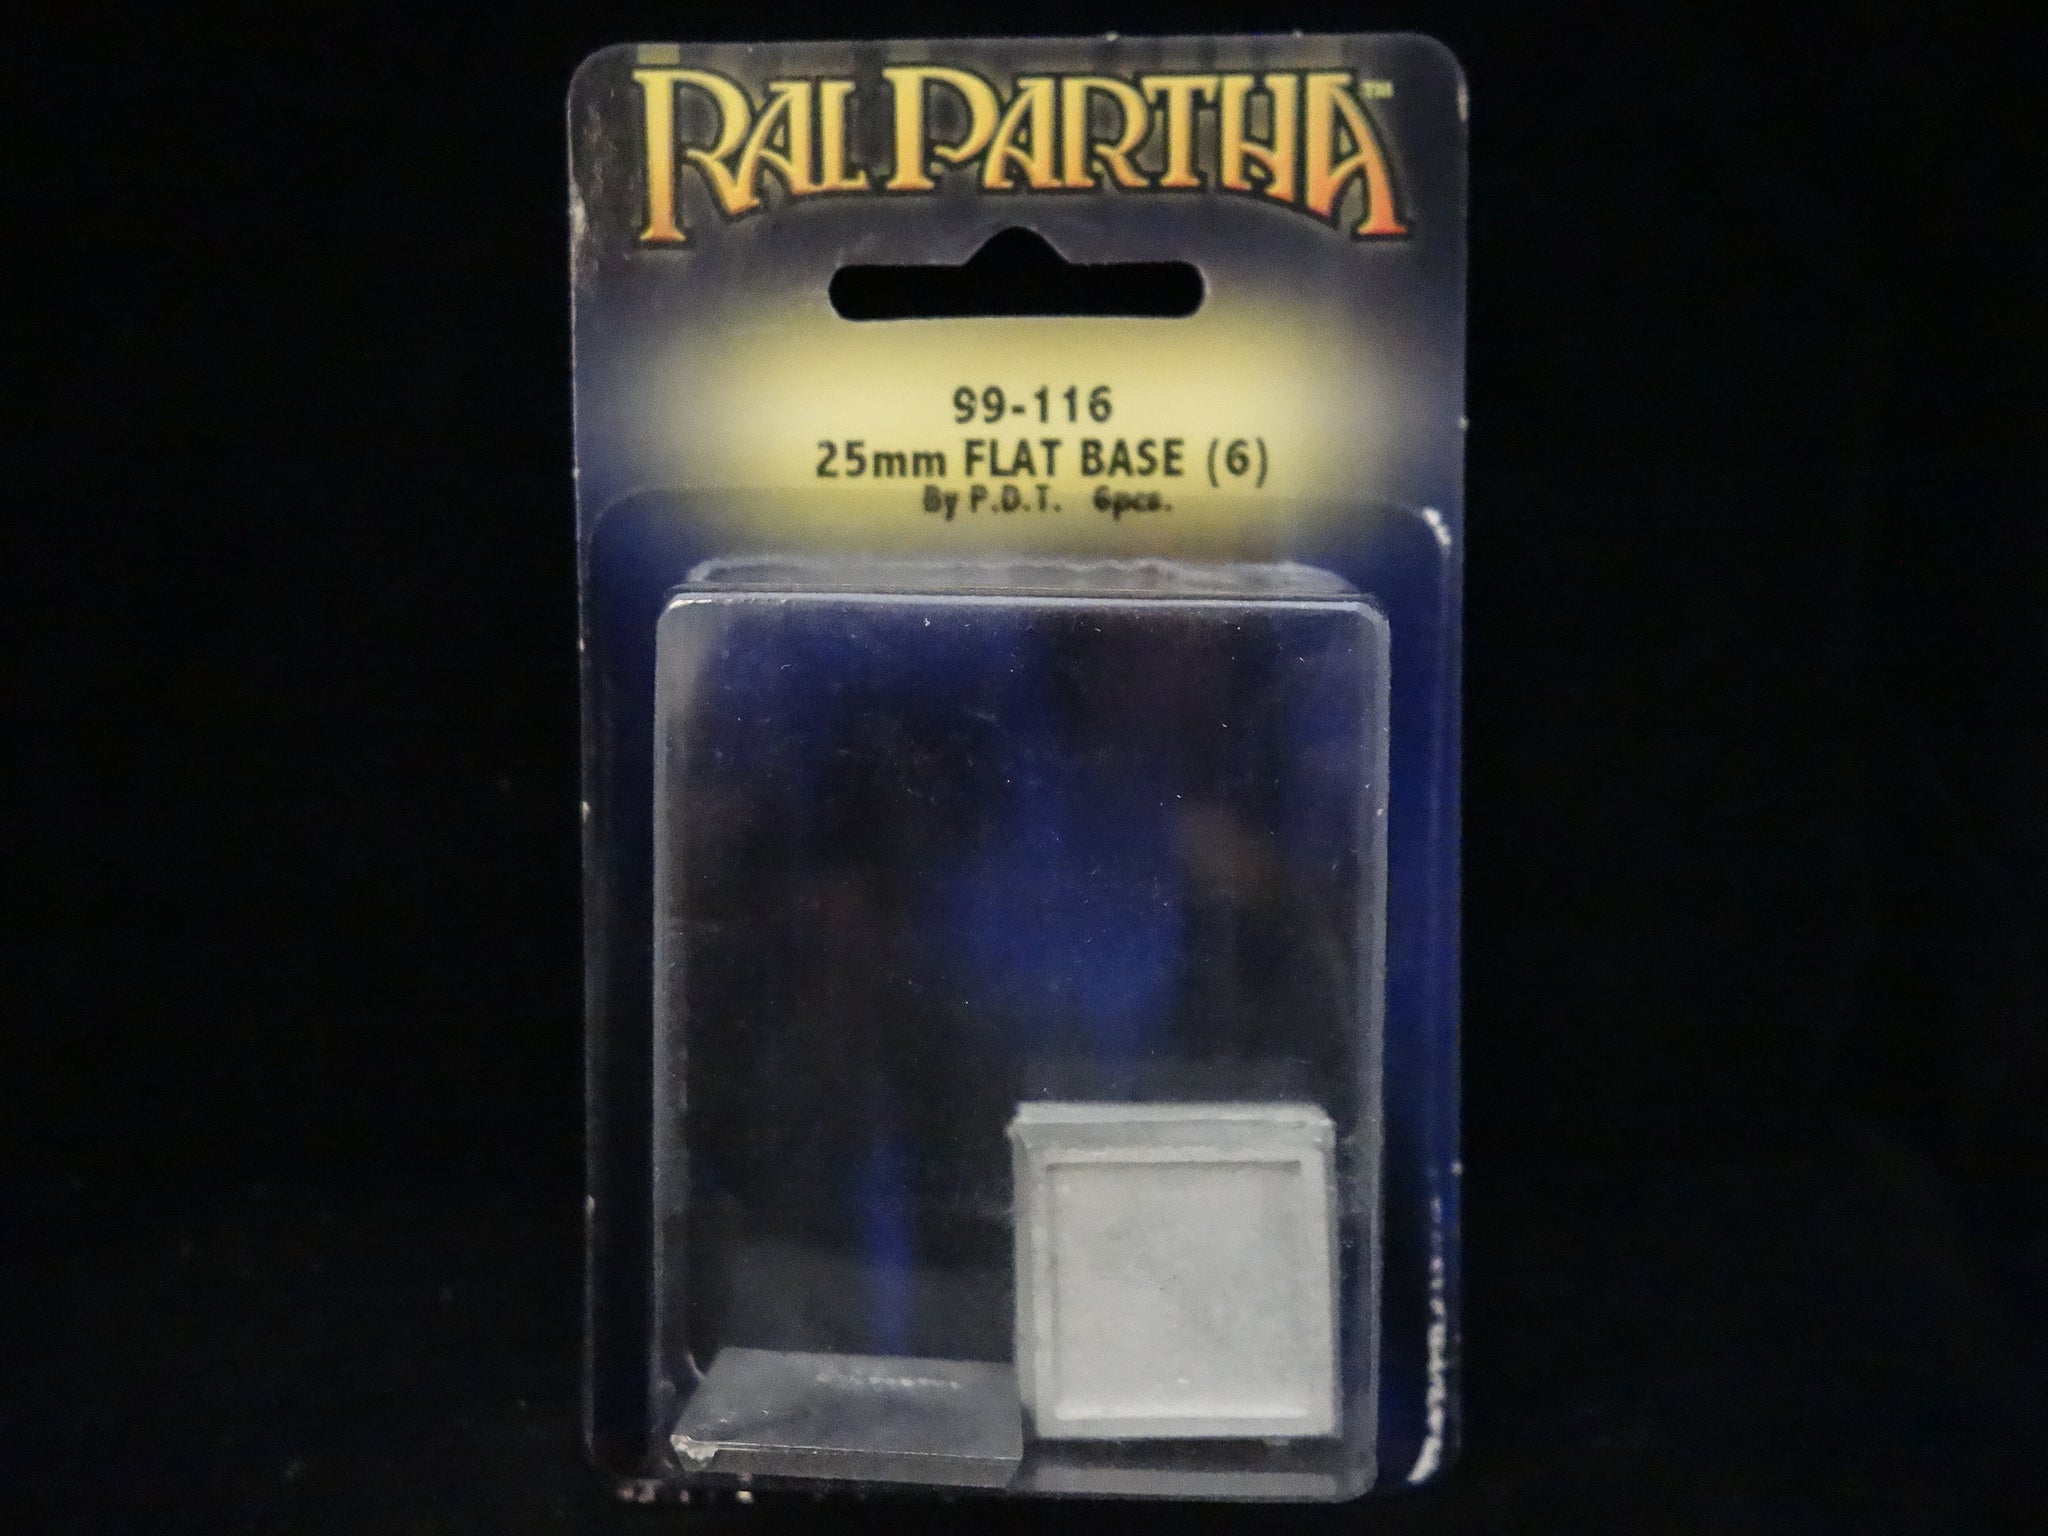 RAL PARTHA™
99-116
25mm FLAT BASE (6)
By P.D.T. 6pcs.